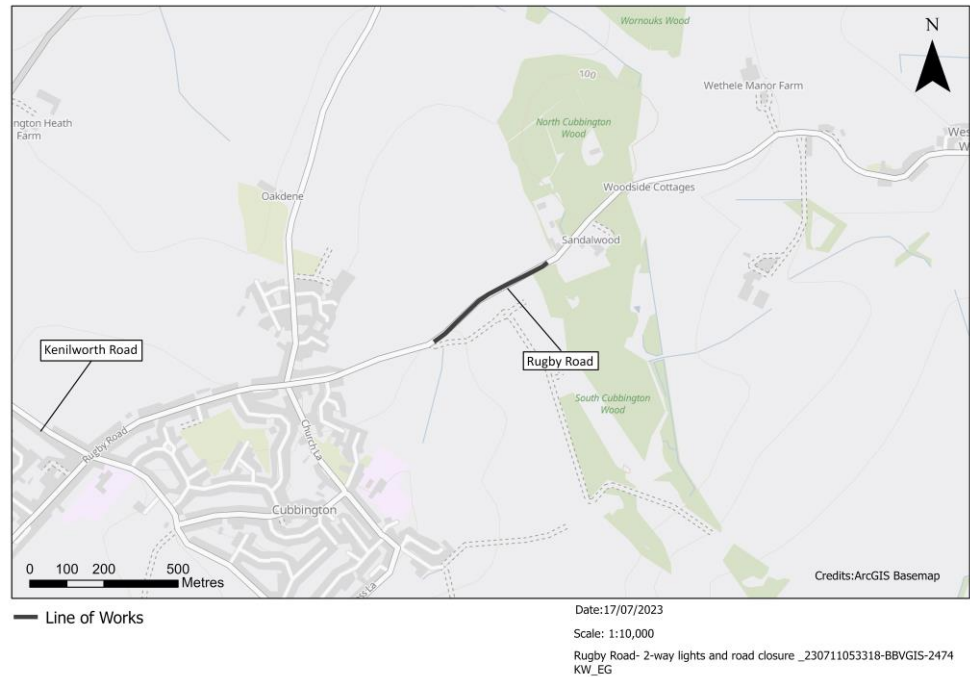 Wornouks Wood
N
100
Wethele Manor Farm
ngton Heath
Farm
North Cubbington
Wood
Wes
W
Woodside Cottages
Oakdene
Sandalwood
Kenilworth Road
Rugby Road
South Cubbington
Wood
Rugby Road
Church La
Cubbington
0 100 200 500
Metres
Credits:ArcGIS Basemap
Line of Works
Date:17/07/2023
Scale: 1:10,000
Rugby Road- 2-way lights and road closure _230711053318-BBVGIS-2474
KW_EG